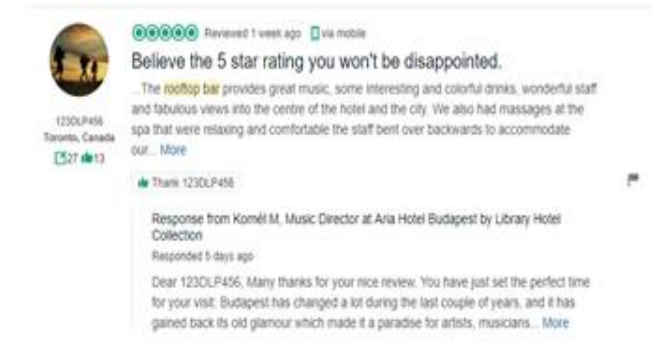 Reviewed 1 week ago via mobile
Believe the 5 star rating you won't be disappointed.
...The rooftop bar provides great music, some interesting and colorful drinks, wonderful staff
and fabulous views into the centre of the hotel and the city. We also had massages at the
spa that were relaxing and comfortable the staff bent over backwards to accommodate
our... More
123DLP456
Toronto, Canada
27 13
Thank 123DLP456
Response from Kornél M, Music Director at Aria Hotel Budapest by Library Hotel
Collection
Responded 5 days ago
Dear 123DLP456, Many thanks for your nice review. You have just set the perfect time
for your visit: Budapest has changed a lot during the last couple of years, and it has
gained back its old glamour which made it a paradise for artists, musicians... More